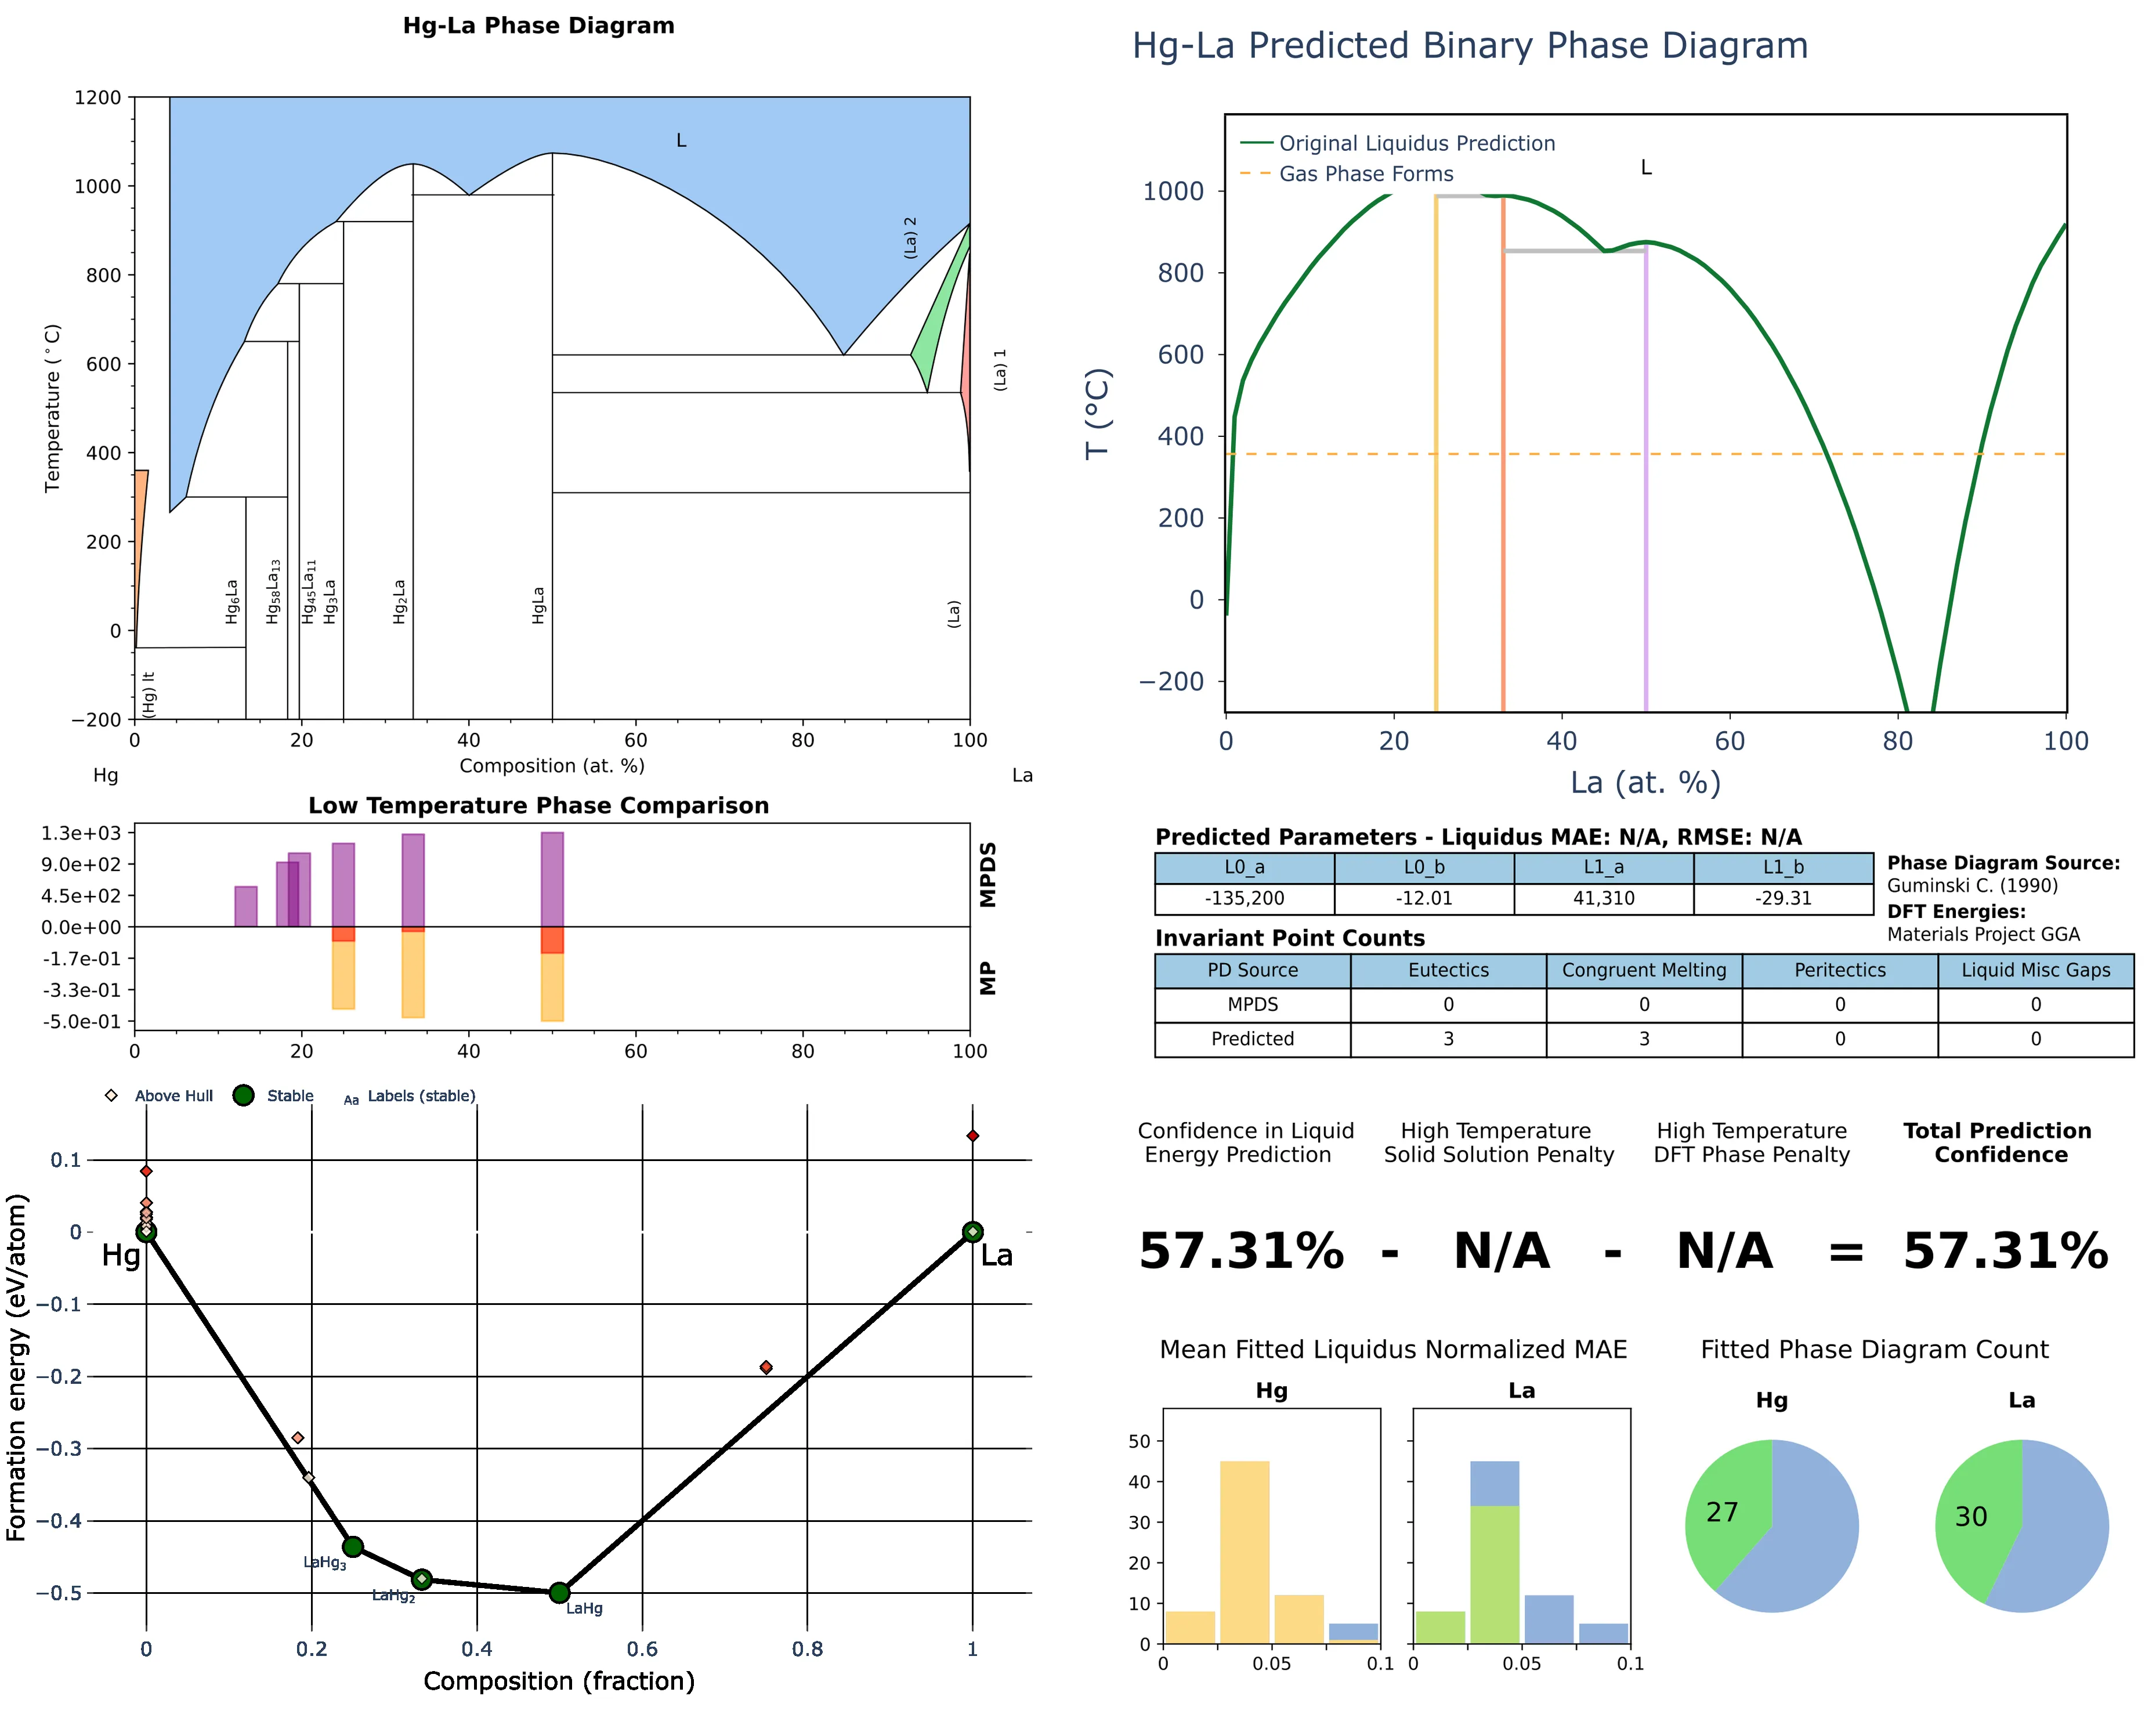 Hg-La Phase Diagram
1200
1000
800
600
400
200
0
−200
Temperature (°C)
L
(La) 2
(La) 1
Hg6La
Hg58La13
Hg45La11
Hg3La
Hg2La
HgLa
(La)
(Hg) lt
0 20 40 60 80 100
Composition (at. %)
Hg La
Low Temperature Phase Comparison
1.3e+03
9.0e+02
4.5e+02
0.0e+00
-1.7e-01
-3.3e-01
-5.0e-01
MPDS
MP
0 20 40 60 80 100
Above Hull Stable Aa Labels (stable)
0.1
0
−0.1
−0.2
−0.3
−0.4
−0.5
Formation energy (eV/atom)
Hg
La
LaHg3
LaHg2
LaHg
0 0.2 0.4 0.6 0.8 1
Composition (fraction)
Hg-La Predicted Binary Phase Diagram
Original Liquidus Prediction
Gas Phase Forms
L
1000
800
600
400
200
0
−200
T (°C)
0 20 40 60 80 100
La (at. %)
Predicted Parameters - Liquidus MAE: N/A, RMSE: N/A
L0_a L0_b L1_a L1_b
-135,200 -12.01 41,310 -29.31
Phase Diagram Source:
Guminski C. (1990)
DFT Energies:
Materials Project GGA
Invariant Point Counts
PD Source Eutectics Congruent Melting Peritectics Liquid Misc Gaps
MPDS 0 0 0 0
Predicted 3 3 0 0
Confidence in Liquid
Energy Prediction
High Temperature
Solid Solution Penalty
High Temperature
DFT Phase Penalty
Total Prediction
Confidence
57.31% - N/A - N/A = 57.31%
Mean Fitted Liquidus Normalized MAE
Hg La
50
40
30
20
10
0
0 0.05 0.1
0 0.05 0.1
Fitted Phase Diagram Count
Hg La
27
30